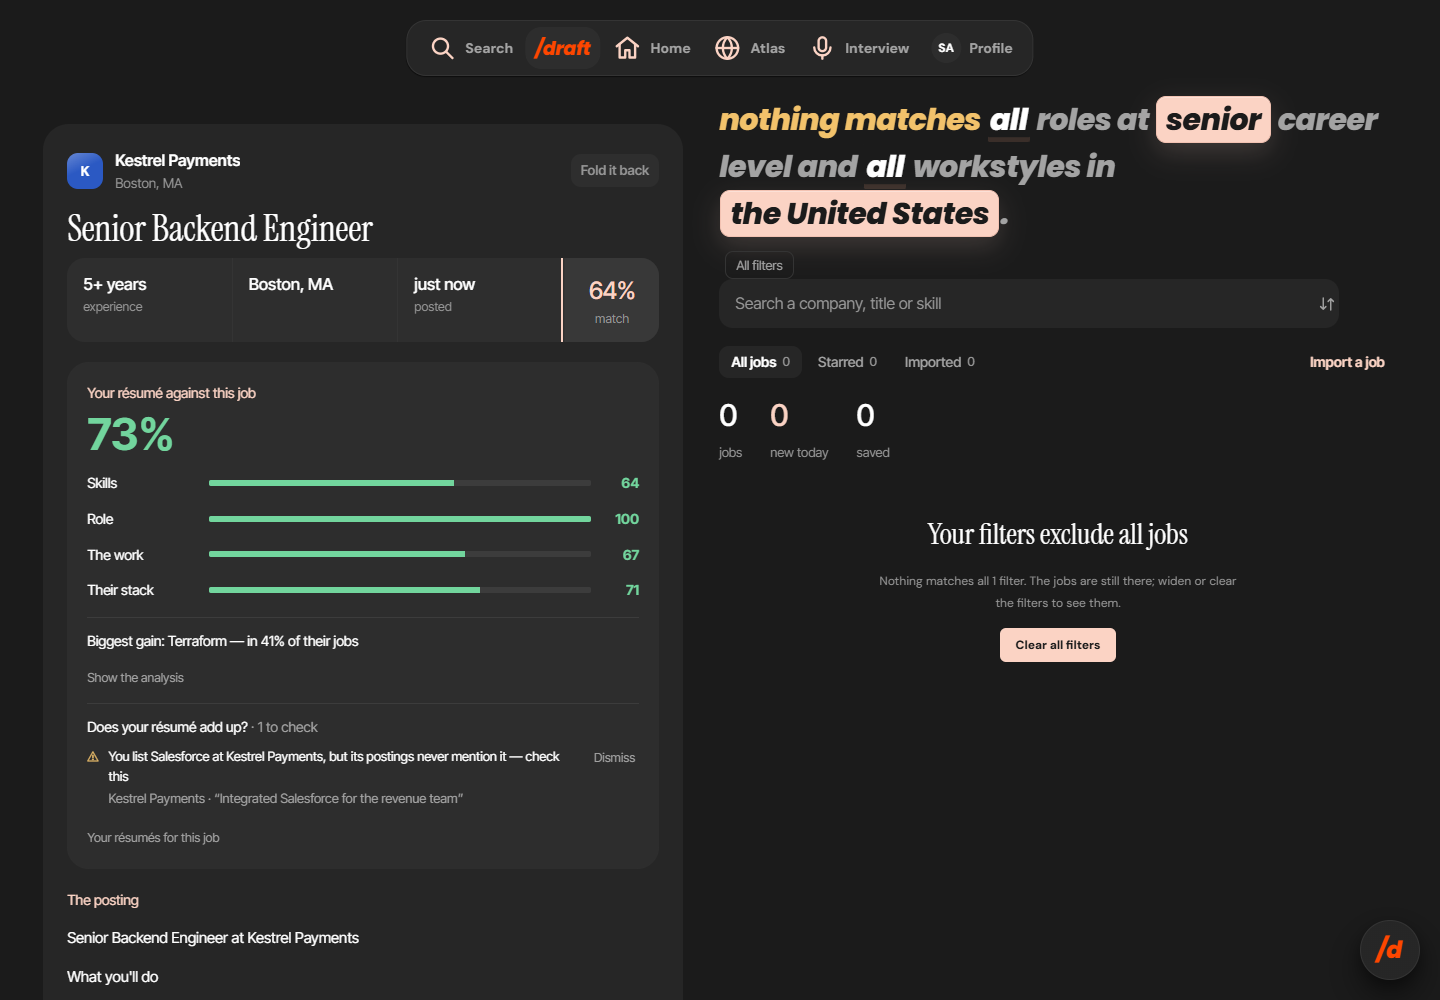 Search
/draft
Home
Atlas
Interview
SA
Profile
K
Kestrel Payments
Boston, MA
Fold it back
Senior Backend Engineer
5+ years
experience
Boston, MA
just now
posted
64%
match
Your résumé against this job
73%
Skills 64
Role 100
The work 67
Their stack 71
Biggest gain: Terraform — in 41% of their jobs
Show the analysis
Does your résumé add up? · 1 to check
You list Salesforce at Kestrel Payments, but its postings never mention it — check
this
Dismiss
Kestrel Payments · “Integrated Salesforce for the revenue team”
Your résumés for this job
The posting
Senior Backend Engineer at Kestrel Payments
What you'll do
nothing matches all roles at senior career
level and all workstyles in
the United States.
All filters
Search a company, title or skill
All jobs 0
Starred 0
Imported 0
Import a job
0
jobs
0
new today
0
saved
Your filters exclude all jobs
Nothing matches all 1 filter. The jobs are still there; widen or clear
the filters to see them.
Clear all filters
/d